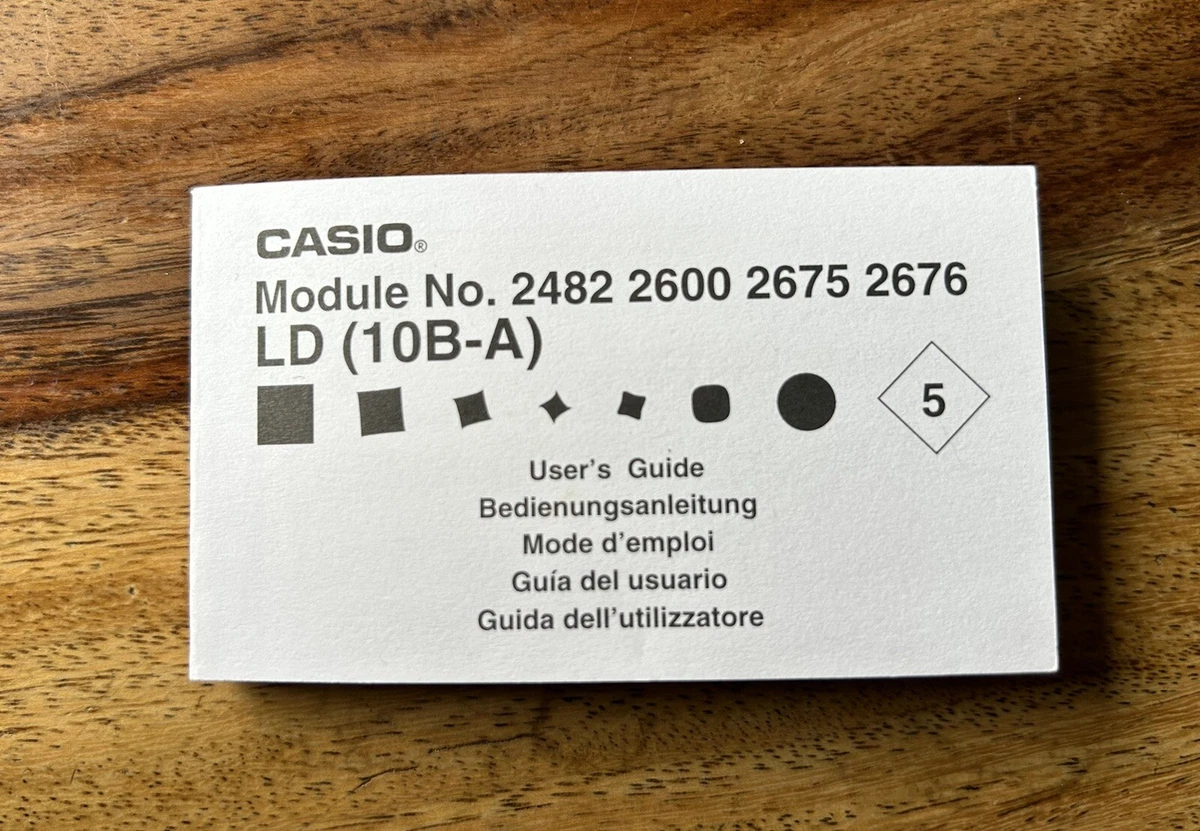 CASIO®
Module No. 2482 2600 2675 2676
LD (10B-A)
5
User's Guide
Bedienungsanleitung
Mode d'emploi
Guía del usuario
Guida dell'utilizzatore